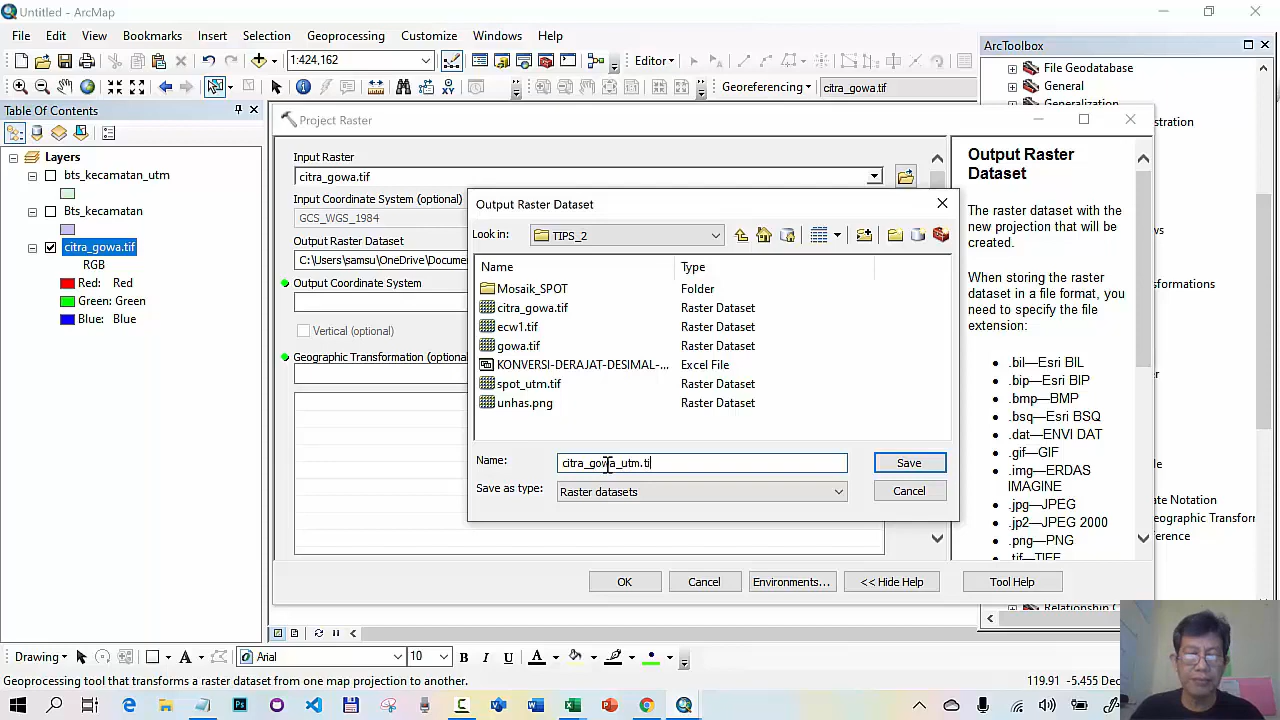 Untitled - ArcMap
File Edit View Bookmarks Insert Selection Geoprocessing Customize Windows Help
1:424,162
Editor
Georeferencing
citra_gowa.tif
Table Of Contents
Layers
bts_kecamatan_utm
Bts_kecamatan
citra_gowa.tif
RGB
Red: Red
Green: Green
Blue: Blue
ArcToolbox
File Geodatabase
General
Generalization
Project Raster
Input Raster
citra_gowa.tif
Input Coordinate System (optional)
GCS_WGS_1984
Output Raster Dataset
C:\Users\samsu\OneDrive\Docume
Output Coordinate System
Vertical (optional)
Geographic Transformation (optional
OK Cancel Environments... << Hide Help Tool Help
Output Raster Dataset
Look in: TIPS_2
Name Type
Mosaik_SPOT Folder
citra_gowa.tif Raster Dataset
ecw1.tif Raster Dataset
gowa.tif Raster Dataset
KONVERSI-DERAJAT-DESIMAL-... Excel File
spot_utm.tif Raster Dataset
unhas.png Raster Dataset
Name: citra_gowa_utm.ti Save
Save as type: Raster datasets Cancel
Output Raster
Dataset
The raster dataset with
the new projection that
will be
created.
When storing the raster
dataset in a file format, you
need to specify the file
extension:
.bil—Esri BIL
.bip—Esri BIP
.bmp—BMP
.bsq—Esri BSQ
.dat—ENVI DAT
.gif—GIF
.img—ERDAS
IMAGINE
.jpg—JPEG
.jp2—JPEG 2000
.png—PNG
.tif—TIFF
Drawing Arial 10 B I U A
Geoprocessing tool that transforms a raster dataset from one map projection to another.
119.91 -5.455 Dec